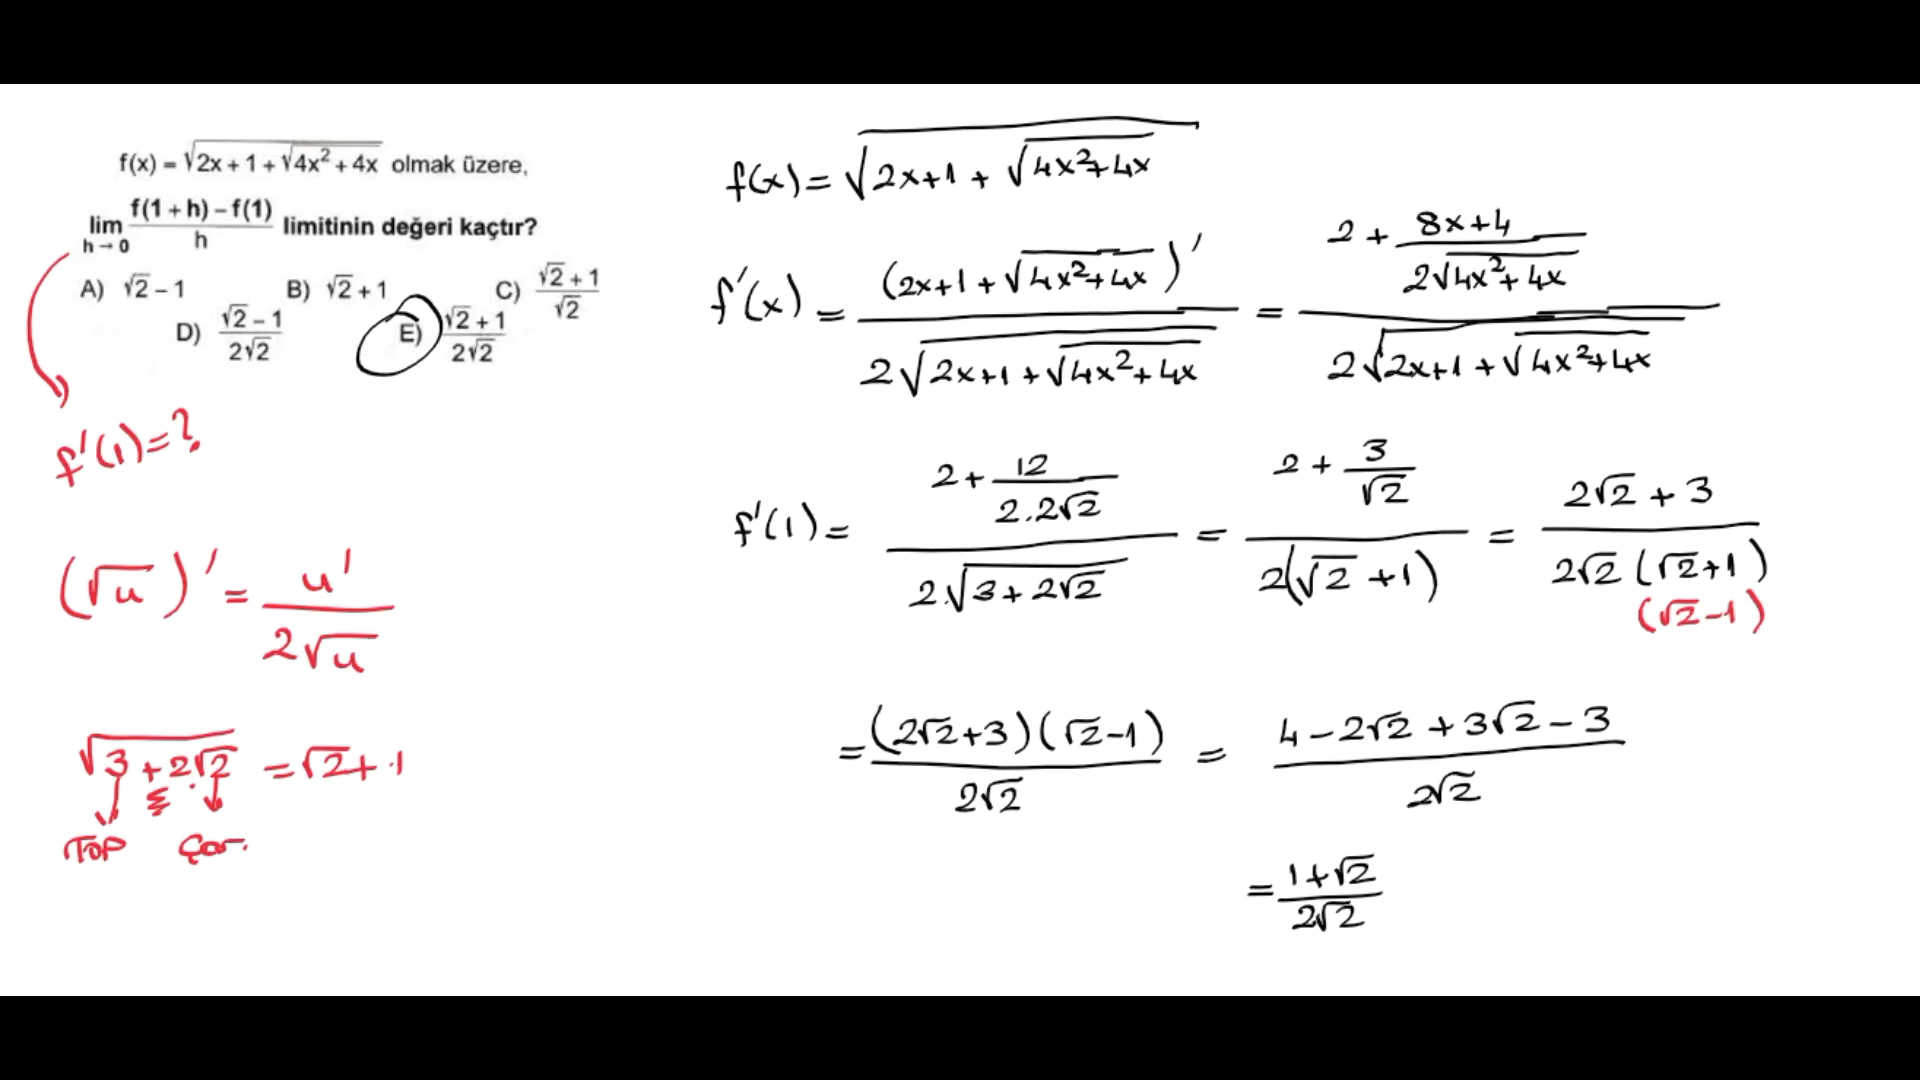 f(x) = √(2x + 1 + √(4x² + 4x)) olmak üzere,
lim h→0 (f(1 + h) – f(1))/h limitinin değeri kaçtır?
A) √2 – 1 B) √2 + 1 C) (√2 + 1)/√2
D) (√2 – 1)/(2√2) E) (√2 + 1)/(2√2)
f'(1)=?
(√u)' = u'/(2√u)
√(3 + 2.√2) = √2 + 1
TOP Çar.
f(x) = √(2x+1 + √(4x²+4x))
f'(x) = (2x+1 + √(4x²+4x))'/(2√(2x+1 + √(4x²+4x))) = (2 + (8x+4)/(2√(4x²+4x)))/(2√(2x+1 + √(4x²+4x)))
f'(1) = (2 + 12/(2.2√2))/(2.√(3+2√2)) = (2 + 3/√2)/(2(√2+1)) = (2√2 + 3)/(2√2 (√2+1))
(√2-1)
= (2√2+3)(√2-1)/(2√2) = (4-2√2+3√2-3)/(2√2)
= (1+√2)/(2√2)